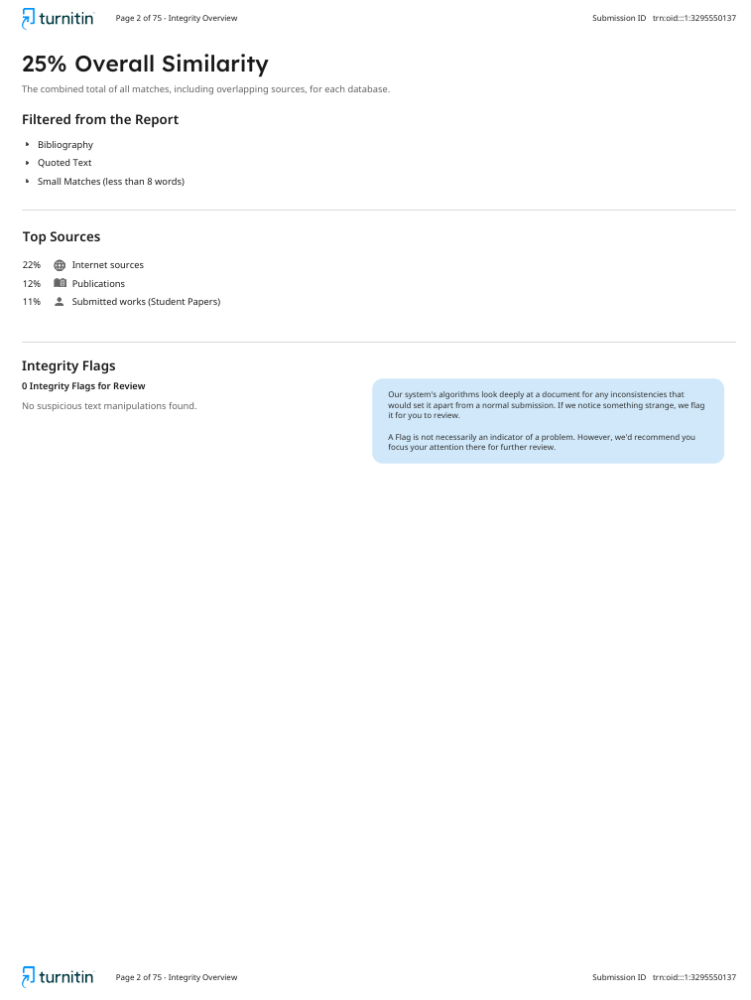 turnitin Page 2 of 75 - Integrity Overview Submission ID trn:oid:::1:3295550137
25% Overall Similarity
The combined total of all matches, including overlapping sources, for each database.
Filtered from the Report
Bibliography
Quoted Text
Small Matches (less than 8 words)
Top Sources
22% Internet sources
12% Publications
11% Submitted works (Student Papers)
Integrity Flags
0 Integrity Flags for Review
No suspicious text manipulations found.
Our system's algorithms look deeply at a document for any inconsistencies that
would set it apart from a normal submission. If we notice something strange, we flag
it for you to review.
A Flag is not necessarily an indicator of a problem. However, we'd recommend you
focus your attention there for further review.
turnitin Page 2 of 75 - Integrity Overview Submission ID trn:oid:::1:3295550137